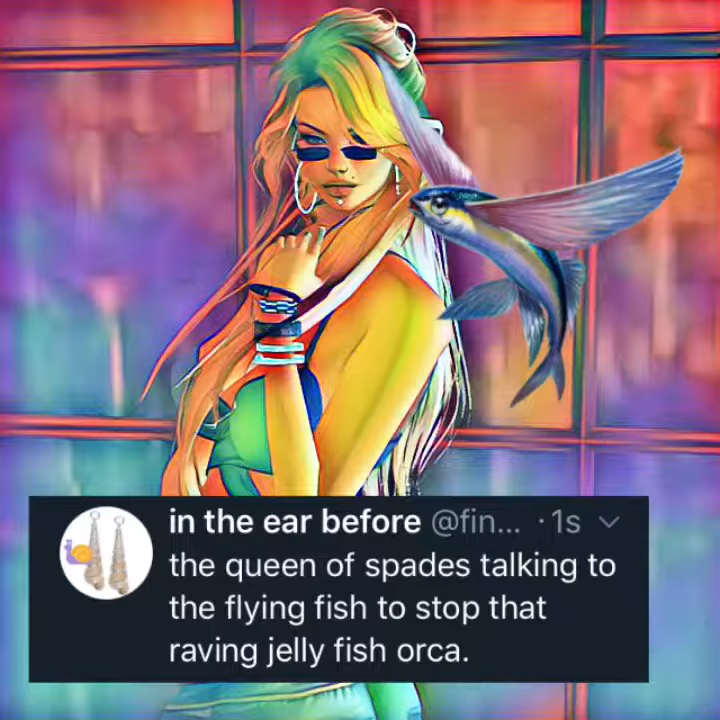 in the ear before @fin... · 1s
the queen of spades talking to
the flying fish to stop that
raving jelly fish orca.